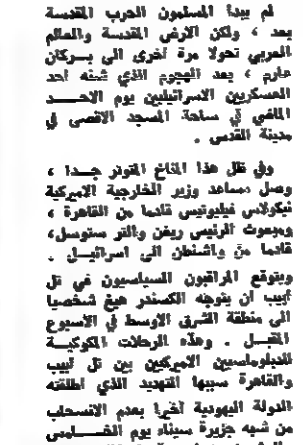 لم يبدأ المسلمون الحرب المقدسة
بعد ، ولكن الارض المقدسة والعالم
العربي تحولا مرة اخرى الى بركان
عارم ، بعد الهجوم الذي شنه احد
العسكريين الاسرائيليين يوم الاحد
الماضي في ساحة المسجد الاقصى في
مدينة القدس .
وفي ظل هذا المناخ المتوتر جدا ،
وصل مساعد وزير الخارجية الاميركية
نيكولاس فيليوتيس قادما من القاهرة ،
ومبعوث الرئيس ريغن والتر ستوسل ،
قادما من واشنطن الى اسرائيل .
ويتوقع المراقبون السياسيون في تل
أبيب ان يتوجه الكسندر هيغ شخصيا
الى منطقة الشرق الاوسط في الاسبوع
المقبل . وهذه الرحلات المكوكية
للدبلوماسيين الاميركيين بين تل أبيب
والقاهرة سببها التهديد الذي اطلقته
الدولة اليهودية أخيرا بعدم الانسحاب
من شبه جزيرة سيناء يوم الخامس